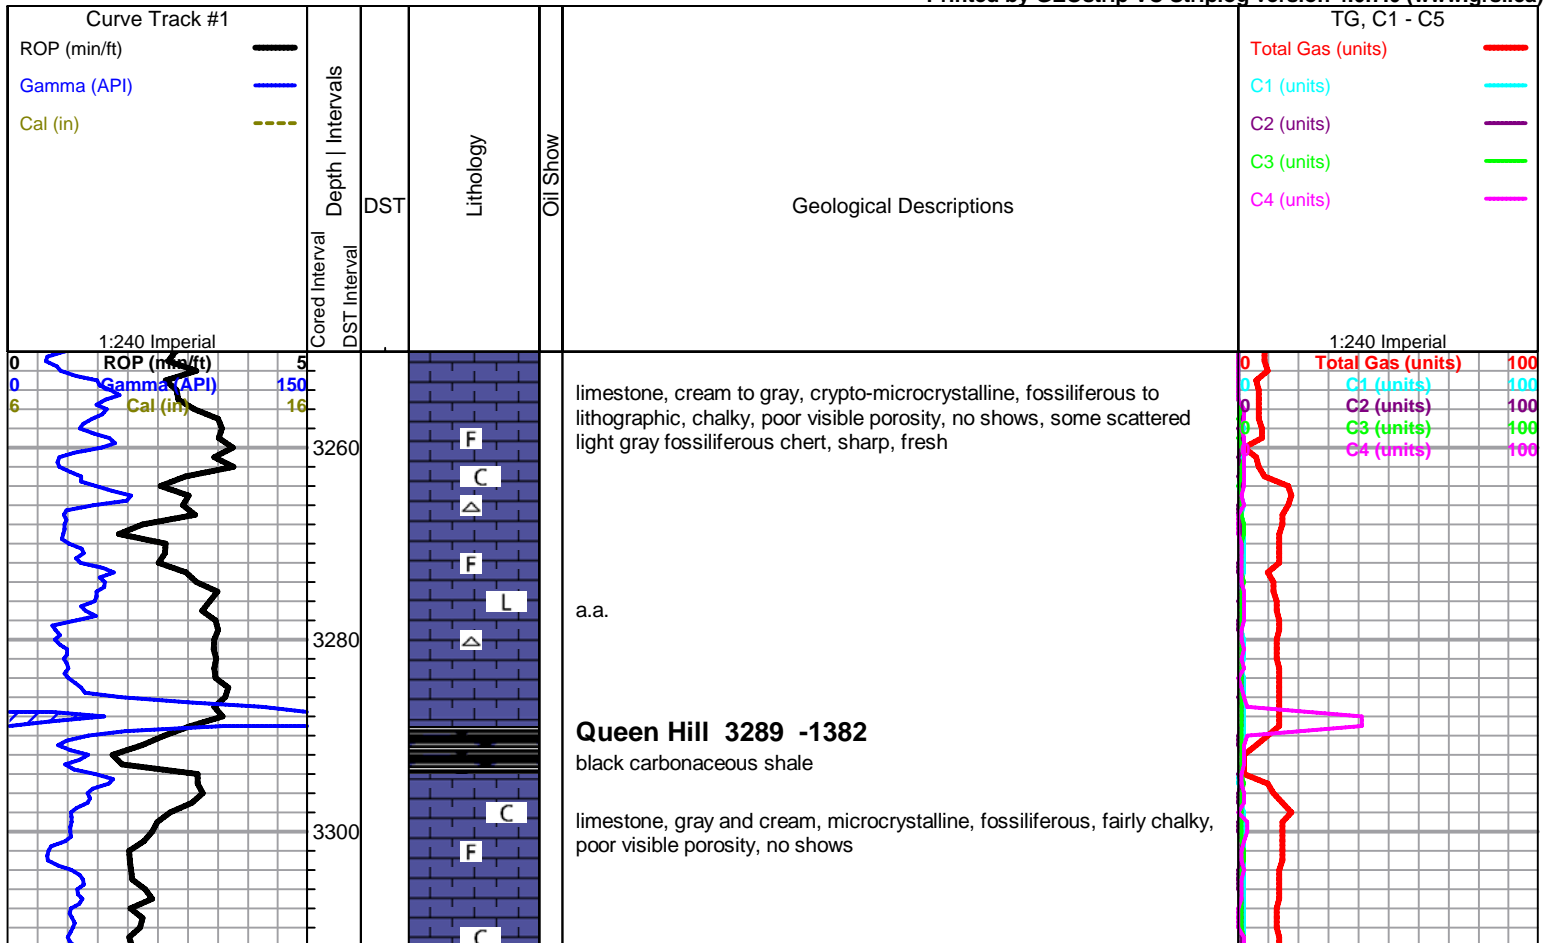 Curve Track #1
ROP (min/ft)
Gamma (API)
Cal (in)
1:240 Imperial
Cored Interval
Depth | Intervals
DST Interval
DST
Lithology
Oil Show
Geological Descriptions
TG, C1 - C5
Total Gas (units)
C1 (units)
C2 (units)
C3 (units)
C4 (units)
1:240 Imperial
0 ROP (min/ft) 5
0 Gamma (API) 150
6 Cal (in) 16
0 Total Gas (units) 100
0 C1 (units) 100
0 C2 (units) 100
0 C3 (units) 100
C4 (units) 100
limestone, cream to gray, crypto-microcrystalline, fossiliferous to
lithographic, chalky, poor visible porosity, no shows, some scattered
light gray fossiliferous chert, sharp, fresh
3260
F
C
F
L
a.a.
3280
Queen Hill 3289 -1382
black carbonaceous shale
C
limestone, gray and cream, microcrystalline, fossiliferous, fairly chalky,
poor visible porosity, no shows
3300
F
C